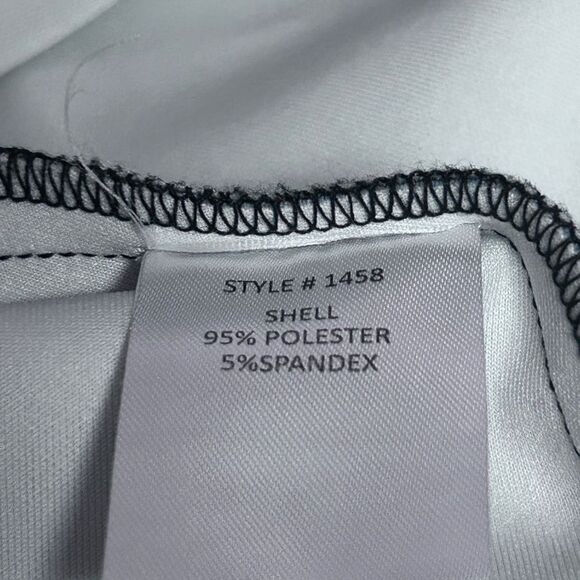 STYLE # 1458
SHELL
95% POLESTER
5%SPANDEX